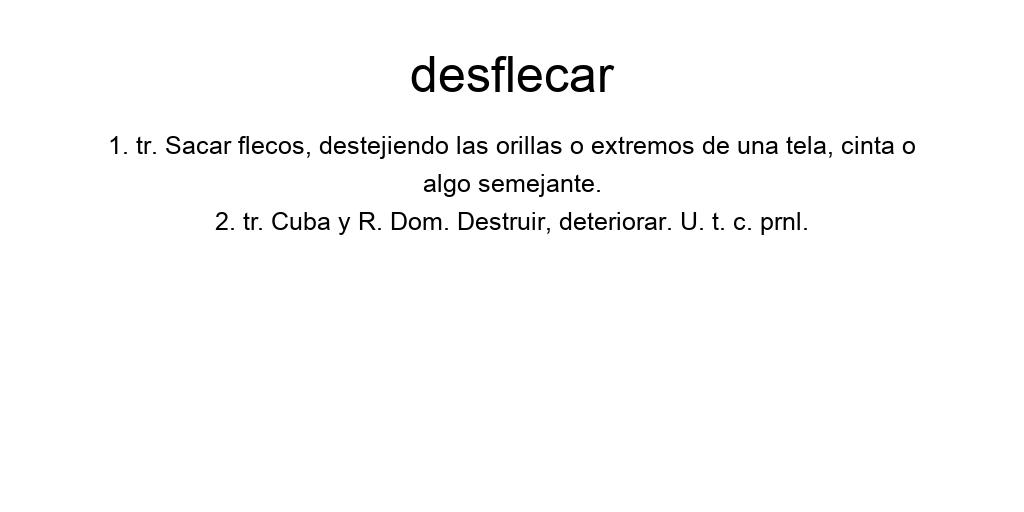 desflecar
1. tr. Sacar flecos, destejiendo las orillas o extremos de una tela, cinta o
algo semejante.
2. tr. Cuba y R. Dom. Destruir, deteriorar. U. t. c. prnl.